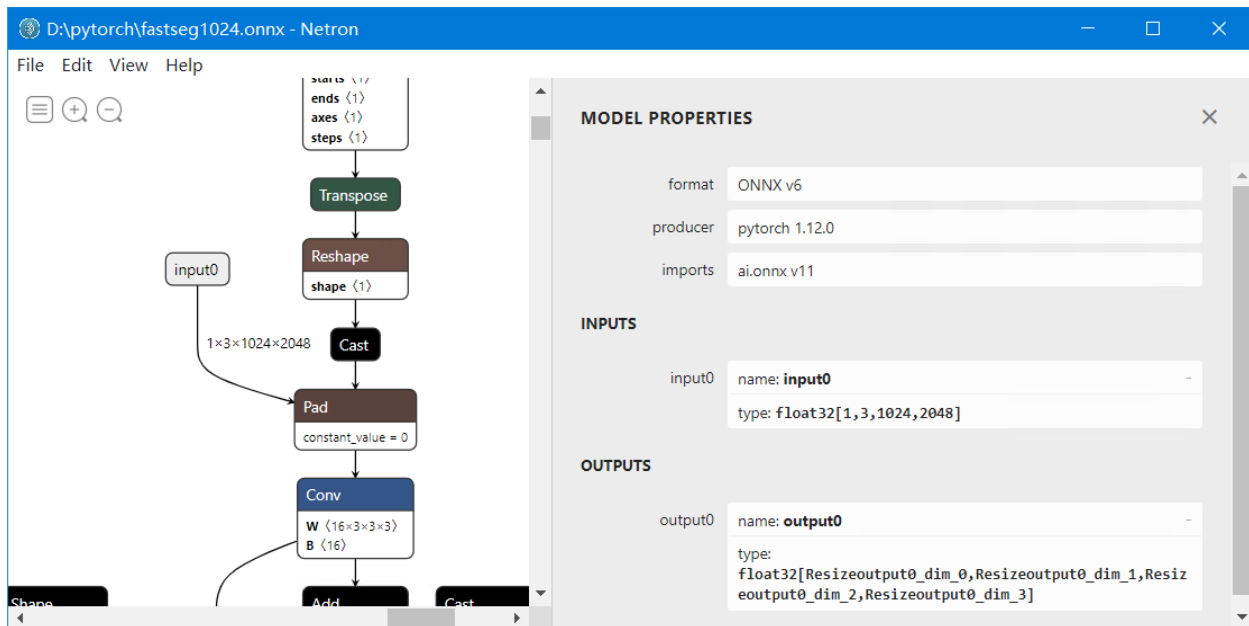 D:\pytorch\fastseg1024.onnx - Netron
File Edit View Help
starts ⟨1⟩
ends ⟨1⟩
axes ⟨1⟩
steps ⟨1⟩
Transpose
Reshape
shape ⟨1⟩
input0
1×3×1024×2048
Cast
Pad
constant_value = 0
Conv
W ⟨16×3×3×3⟩
B ⟨16⟩
Shape
Add
Cast
MODEL PROPERTIES
format ONNX v6
producer pytorch 1.12.0
imports ai.onnx v11
INPUTS
input0 name: input0 -
type: float32[1,3,1024,2048]
OUTPUTS
output0 name: output0 -
type:
float32[Resizeoutput0_dim_0,Resizeoutput0_dim_1,Resiz
eoutput0_dim_2,Resizeoutput0_dim_3]